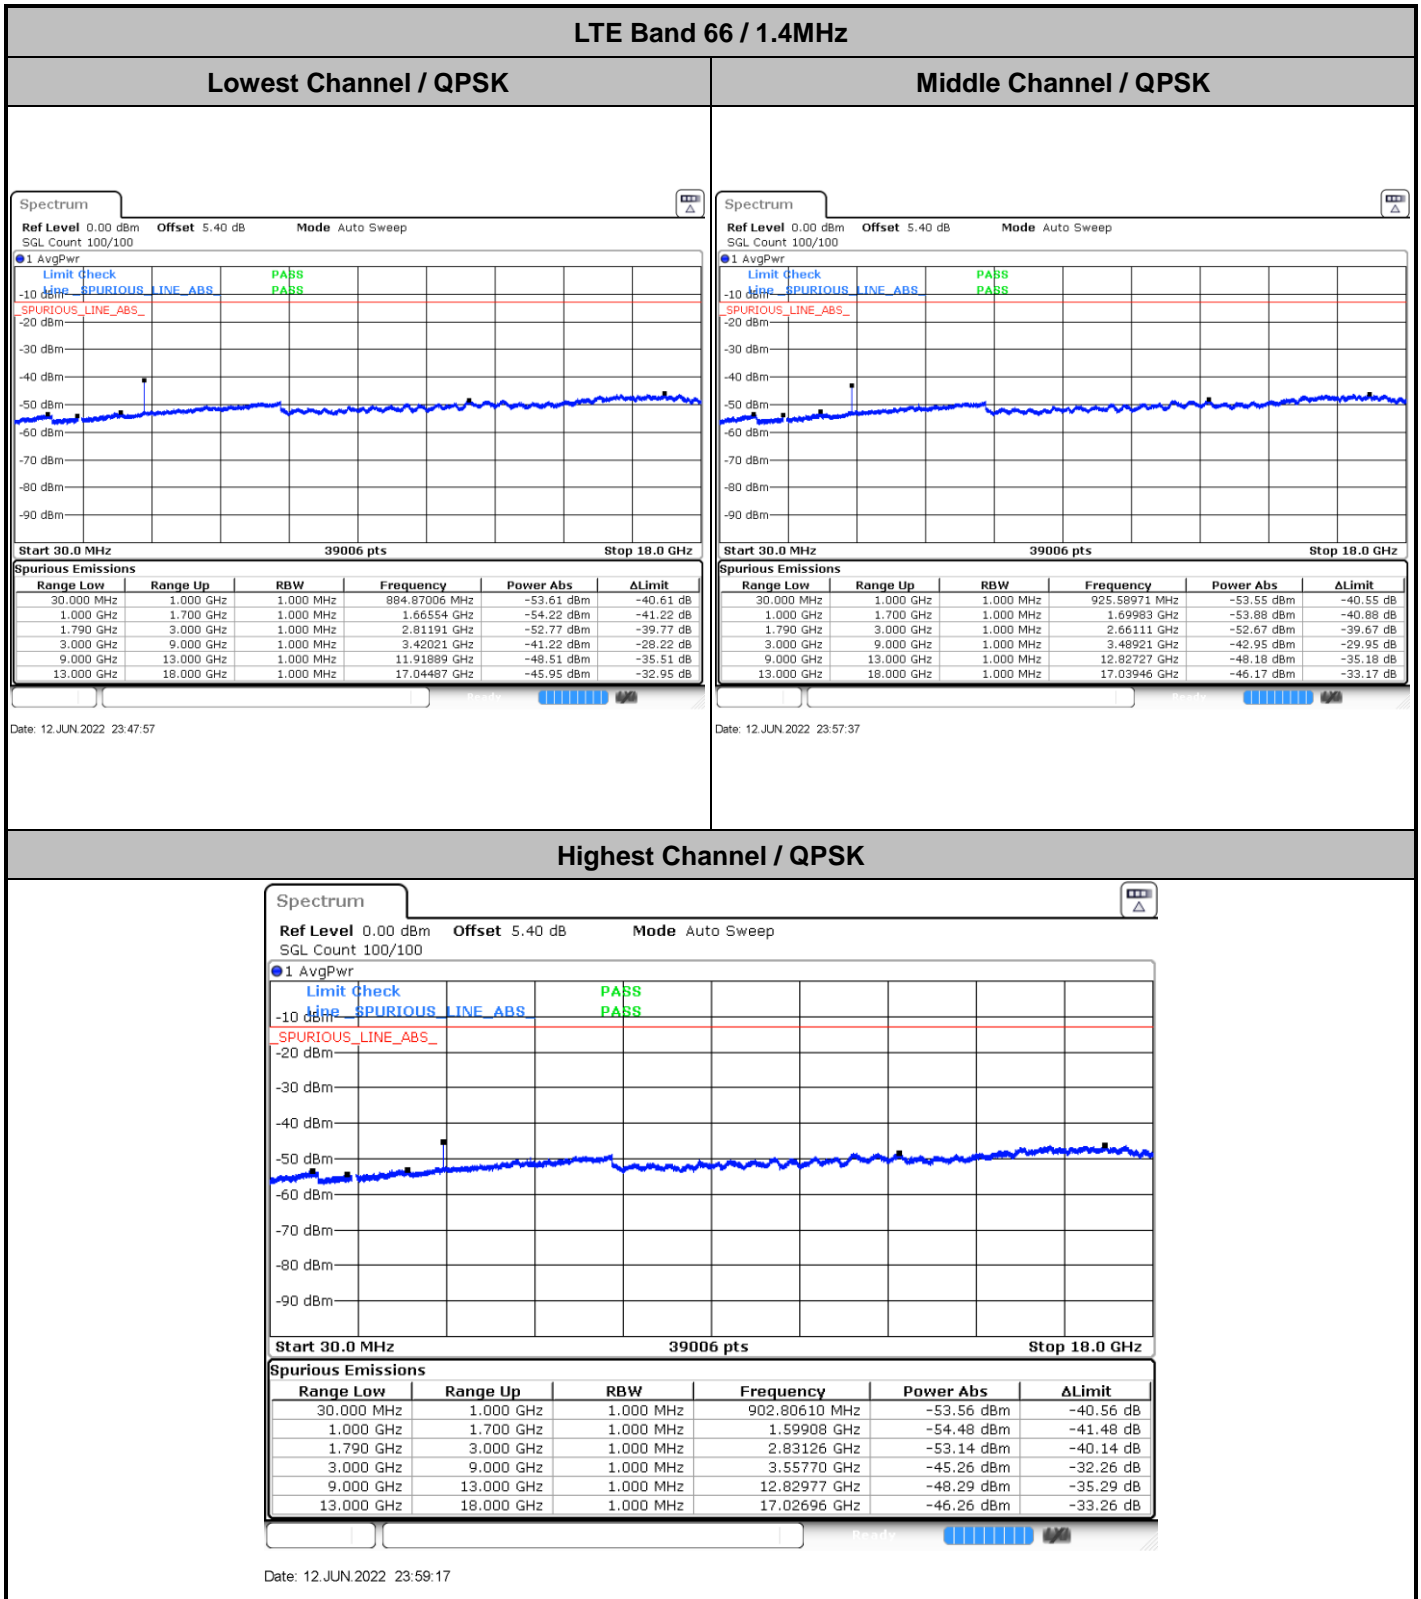 LTE Band 66 / 1.4MHz
Lowest Channel / QPSK
Middle Channel / QPSK
Spectrum
Ref Level 0.00 dBm Offset 5.40 dB Mode Auto Sweep
SGL Count 100/100
1 AvgPwr
Limit Check PASS
Line _SPURIOUS_LINE_ABS_ PASS
-10 dBm
_SPURIOUS_LINE_ABS_
-20 dBm
-30 dBm
-40 dBm
-50 dBm
-60 dBm
-70 dBm
-80 dBm
-90 dBm
Start 30.0 MHz 39006 pts Stop 18.0 GHz
Spurious Emissions
Range Low Range Up RBW Frequency Power Abs ΔLimit
30.000 MHz 1.000 GHz 1.000 MHz 884.87006 MHz -53.61 dBm -40.61 dB
1.000 GHz 1.700 GHz 1.000 MHz 1.66554 GHz -54.22 dBm -41.22 dB
1.790 GHz 3.000 GHz 1.000 MHz 2.81191 GHz -52.77 dBm -39.77 dB
3.000 GHz 9.000 GHz 1.000 MHz 3.42021 GHz -41.22 dBm -28.22 dB
9.000 GHz 13.000 GHz 1.000 MHz 11.91889 GHz -48.51 dBm -35.51 dB
13.000 GHz 18.000 GHz 1.000 MHz 17.04487 GHz -45.95 dBm -32.95 dB
Ready
Date: 12.JUN.2022 23:47:57
Spectrum
Ref Level 0.00 dBm Offset 5.40 dB Mode Auto Sweep
SGL Count 100/100
1 AvgPwr
Limit Check PASS
Line _SPURIOUS_LINE_ABS_ PASS
-10 dBm
_SPURIOUS_LINE_ABS_
-20 dBm
-30 dBm
-40 dBm
-50 dBm
-60 dBm
-70 dBm
-80 dBm
-90 dBm
Start 30.0 MHz 39006 pts Stop 18.0 GHz
Spurious Emissions
Range Low Range Up RBW Frequency Power Abs ΔLimit
30.000 MHz 1.000 GHz 1.000 MHz 925.58971 MHz -53.55 dBm -40.55 dB
1.000 GHz 1.700 GHz 1.000 MHz 1.69983 GHz -53.88 dBm -40.88 dB
1.790 GHz 3.000 GHz 1.000 MHz 2.66111 GHz -52.67 dBm -39.67 dB
3.000 GHz 9.000 GHz 1.000 MHz 3.48921 GHz -42.95 dBm -29.95 dB
9.000 GHz 13.000 GHz 1.000 MHz 12.82727 GHz -48.18 dBm -35.18 dB
13.000 GHz 18.000 GHz 1.000 MHz 17.03946 GHz -46.17 dBm -33.17 dB
Ready
Date: 12.JUN.2022 23:57:37
Highest Channel / QPSK
Spectrum
Ref Level 0.00 dBm Offset 5.40 dB Mode Auto Sweep
SGL Count 100/100
1 AvgPwr
Limit Check PASS
Line _SPURIOUS_LINE_ABS_ PASS
-10 dBm
_SPURIOUS_LINE_ABS_
-20 dBm
-30 dBm
-40 dBm
-50 dBm
-60 dBm
-70 dBm
-80 dBm
-90 dBm
Start 30.0 MHz 39006 pts Stop 18.0 GHz
Spurious Emissions
Range Low Range Up RBW Frequency Power Abs ΔLimit
30.000 MHz 1.000 GHz 1.000 MHz 902.80610 MHz -53.56 dBm -40.56 dB
1.000 GHz 1.700 GHz 1.000 MHz 1.59908 GHz -54.48 dBm -41.48 dB
1.790 GHz 3.000 GHz 1.000 MHz 2.83126 GHz -53.14 dBm -40.14 dB
3.000 GHz 9.000 GHz 1.000 MHz 3.55770 GHz -45.26 dBm -32.26 dB
9.000 GHz 13.000 GHz 1.000 MHz 12.82977 GHz -48.29 dBm -35.29 dB
13.000 GHz 18.000 GHz 1.000 MHz 17.02696 GHz -46.26 dBm -33.26 dB
Ready
Date: 12.JUN.2022 23:59:17